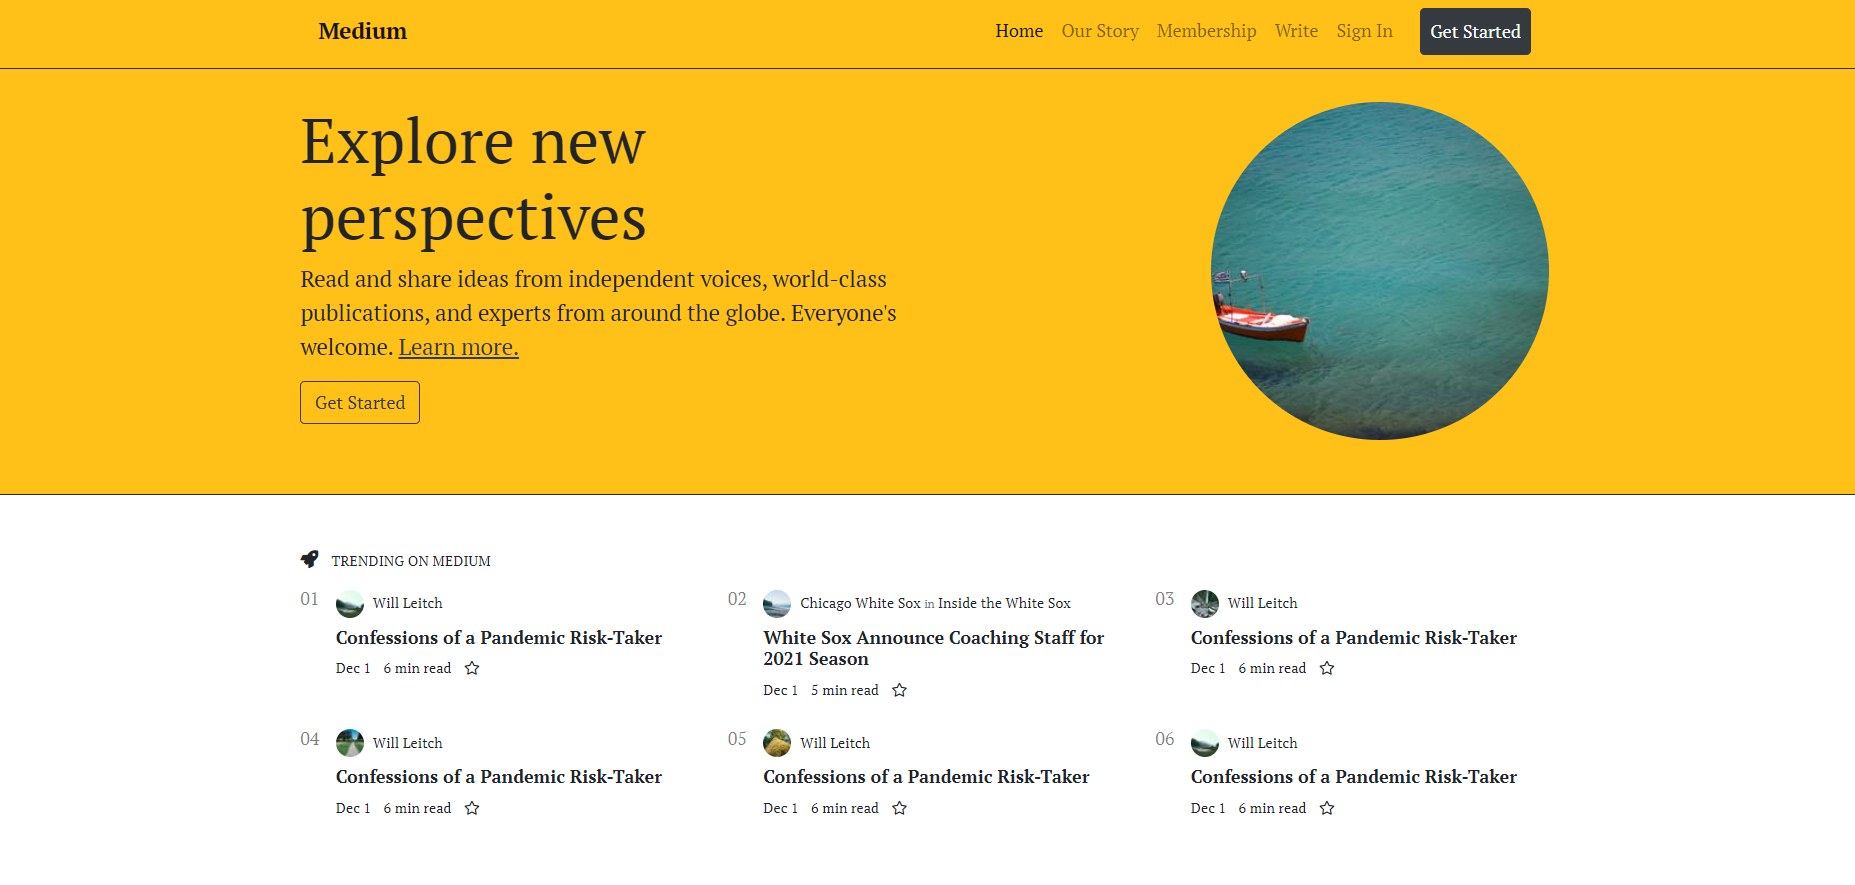 Medium
Home Our Story Membership Write Sign In Get Started
Explore new
perspectives
Read and share ideas from independent voices, world-class
publications, and experts from around the globe. Everyone's
welcome. Learn more.
Get Started
TRENDING ON MEDIUM
01
Will Leitch
Confessions of a Pandemic Risk-Taker
Dec 1 6 min read
02
Chicago White Sox in Inside the White Sox
White Sox Announce Coaching Staff for
2021 Season
Dec 1 5 min read
03
Will Leitch
Confessions of a Pandemic Risk-Taker
Dec 1 6 min read
04
Will Leitch
Confessions of a Pandemic Risk-Taker
Dec 1 6 min read
05
Will Leitch
Confessions of a Pandemic Risk-Taker
Dec 1 6 min read
06
Will Leitch
Confessions of a Pandemic Risk-Taker
Dec 1 6 min read